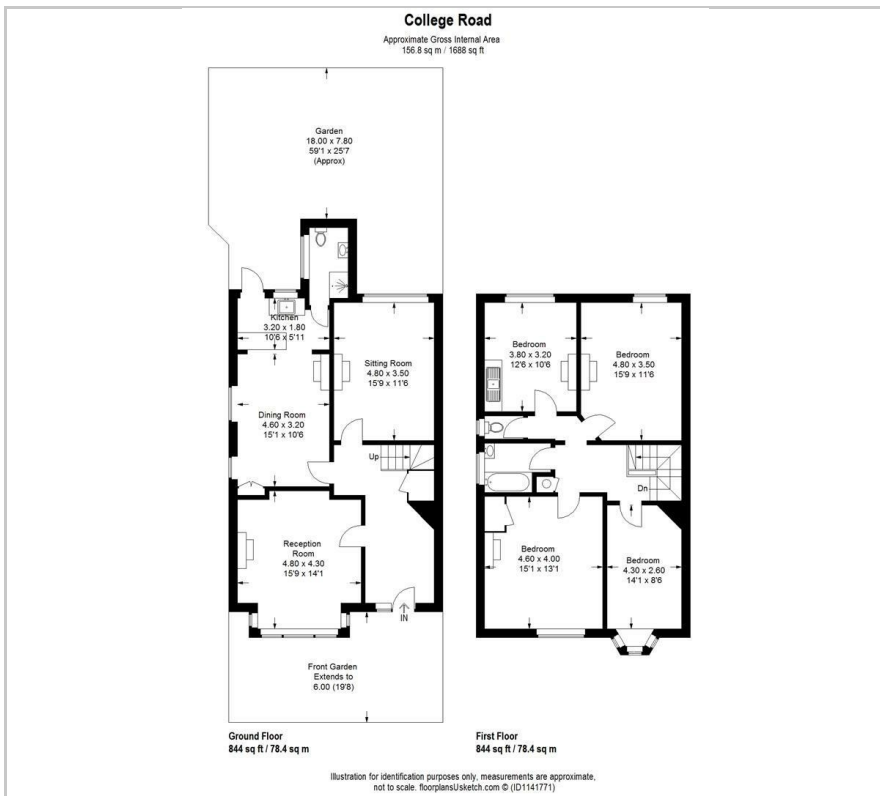 College Road
Approximate Gross Internal Area
156.8 sq m / 1688 sq ft
Garden
18.00 x 7.80
59'1 x 25'7
(Approx)
Kitchen
3.20 x 1.80
10'6 x 5'11
Sitting Room
4.80 x 3.50
15'9 x 11'6
Dining Room
4.60 x 3.20
15'1 x 10'6
Up
Reception
Room
4.80 x 4.30
15'9 x 14'1
IN
Front Garden
Extends to
6.00 (19'8)
Ground Floor
844 sq ft / 78.4 sq m
Bedroom
3.80 x 3.20
12'6 x 10'6
Bedroom
4.80 x 3.50
15'9 x 11'6
Dn
Bedroom
4.60 x 4.00
15'1 x 13'1
Bedroom
4.30 x 2.60
14'1 x 8'6
First Floor
844 sq ft / 78.4 sq m
Illustration for identification purposes only, measurements are approximate,
not to scale. floorplansUsketch.com © (ID1141771)